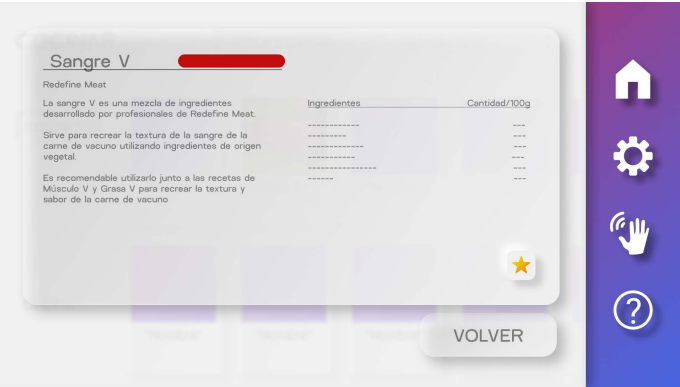 Sangre V
Redefine Meat
La sangre V es una mezcla de ingredientes
desarrollado por profesionales de Redefine Meat.
Sirve para recrear la textura de la sangre de la
carne de vacuno utilizando ingredientes de origen
vegetal.
Es recomendable utilizarlo junto a las recetas de
Músculo V y Grasa V para recrear la textura y
sabor de la carne de vacuno
Ingredientes Cantidad/100g
------------ ---
--------- ---
------------- ---
----------- ---
---------------- ---
------ ---
VOLVER